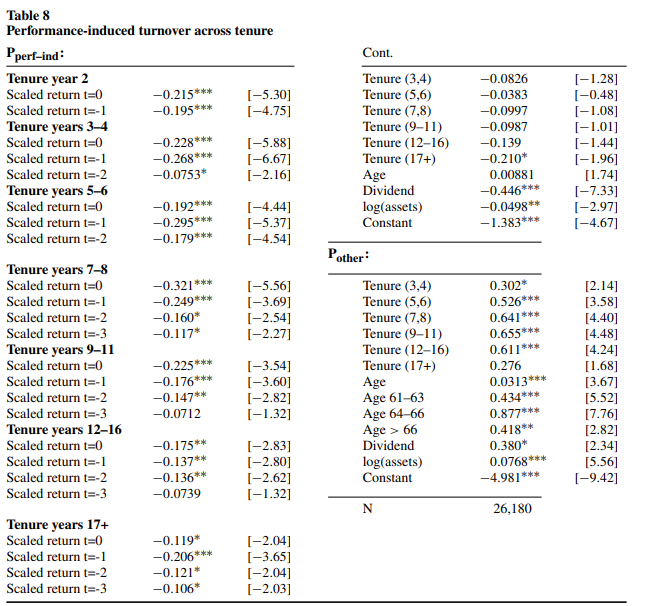 Table 8
Performance-induced turnover across tenure
Pperf–ind:
Tenure year 2
Scaled return t=0 −0.215*** [−5.30]
Scaled return t=-1 −0.195*** [−4.75]
Tenure years 3–4
Scaled return t=0 −0.228*** [−5.88]
Scaled return t=-1 −0.268*** [−6.67]
Scaled return t=-2 −0.0753* [−2.16]
Tenure years 5–6
Scaled return t=0 −0.192*** [−4.44]
Scaled return t=-1 −0.295*** [−5.37]
Scaled return t=-2 −0.179*** [−4.54]
Tenure years 7–8
Scaled return t=0 −0.321*** [−5.56]
Scaled return t=-1 −0.249*** [−3.69]
Scaled return t=-2 −0.160* [−2.54]
Scaled return t=-3 −0.117* [−2.27]
Tenure years 9–11
Scaled return t=0 −0.225*** [−3.54]
Scaled return t=-1 −0.176*** [−3.60]
Scaled return t=-2 −0.147** [−2.82]
Scaled return t=-3 −0.0712 [−1.32]
Tenure years 12–16
Scaled return t=0 −0.175** [−2.83]
Scaled return t=-1 −0.137** [−2.80]
Scaled return t=-2 −0.136** [−2.62]
Scaled return t=-3 −0.0739 [−1.32]
Tenure years 17+
Scaled return t=0 −0.119* [−2.04]
Scaled return t=-1 −0.206*** [−3.65]
Scaled return t=-2 −0.121* [−2.04]
Scaled return t=-3 −0.106* [−2.03]
Cont.
Tenure (3,4) −0.0826 [−1.28]
Tenure (5,6) −0.0383 [−0.48]
Tenure (7,8) −0.0997 [−1.08]
Tenure (9–11) −0.0987 [−1.01]
Tenure (12–16) −0.139 [−1.44]
Tenure (17+) −0.210* [−1.96]
Age 0.00881 [1.74]
Dividend −0.446*** [−7.33]
log(assets) −0.0498** [−2.97]
Constant −1.383*** [−4.67]
Pother:
Tenure (3,4) 0.302* [2.14]
Tenure (5,6) 0.526*** [3.58]
Tenure (7,8) 0.641*** [4.40]
Tenure (9–11) 0.655*** [4.48]
Tenure (12–16) 0.611*** [4.24]
Tenure (17+) 0.276 [1.68]
Age 0.0313*** [3.67]
Age 61–63 0.434*** [5.52]
Age 64–66 0.877*** [7.76]
Age > 66 0.418** [2.82]
Dividend 0.380* [2.34]
log(assets) 0.0768*** [5.56]
Constant −4.981*** [−9.42]
N 26,180